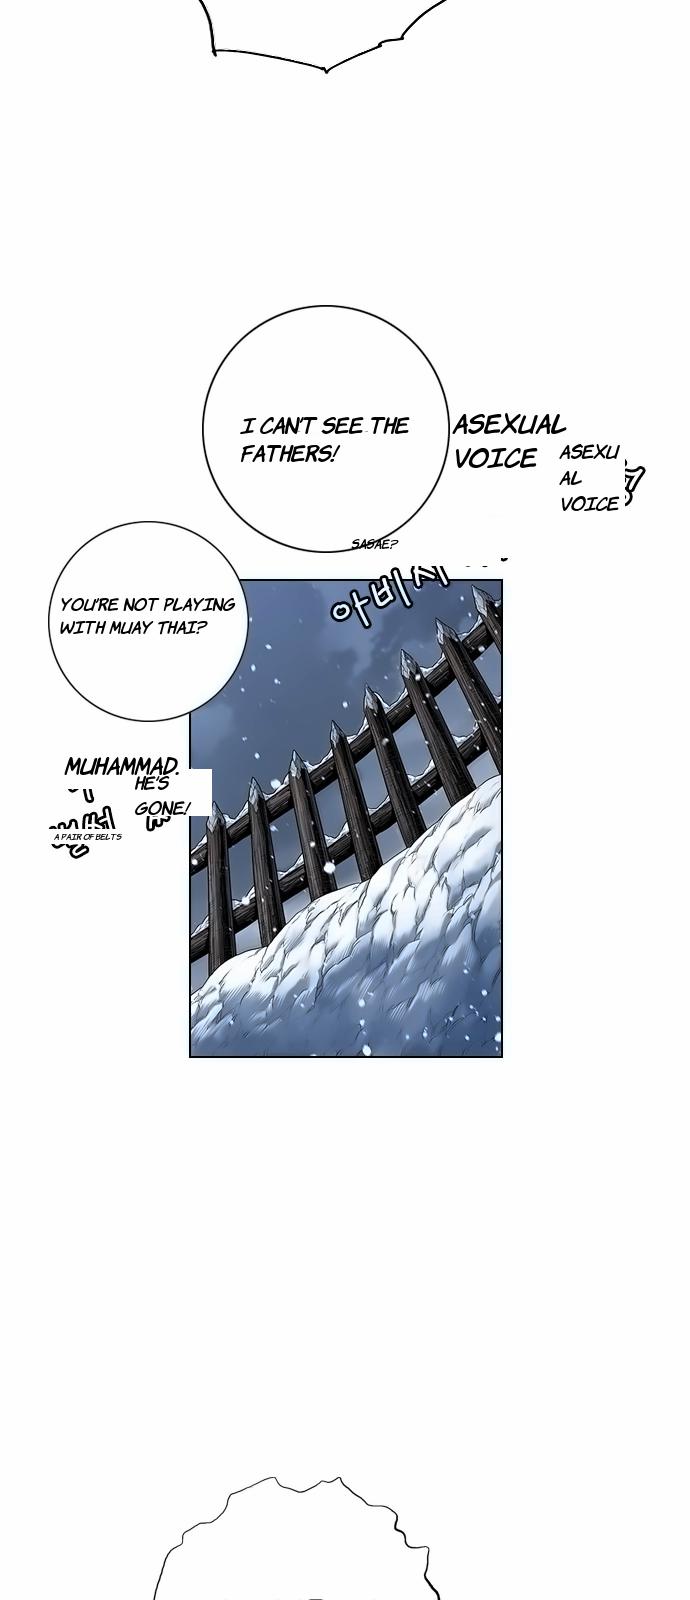 I CAN'T SEE THE
FATHERS!
ASEXUAL
VOICE
ASEXU
AL
VOICE
SASAE?
아비지
YOU'RE NOT PLAYING
WITH MUAY THAI?
MUHAMMAD.
HE'S
GONE!
A PAIR OF BELTS